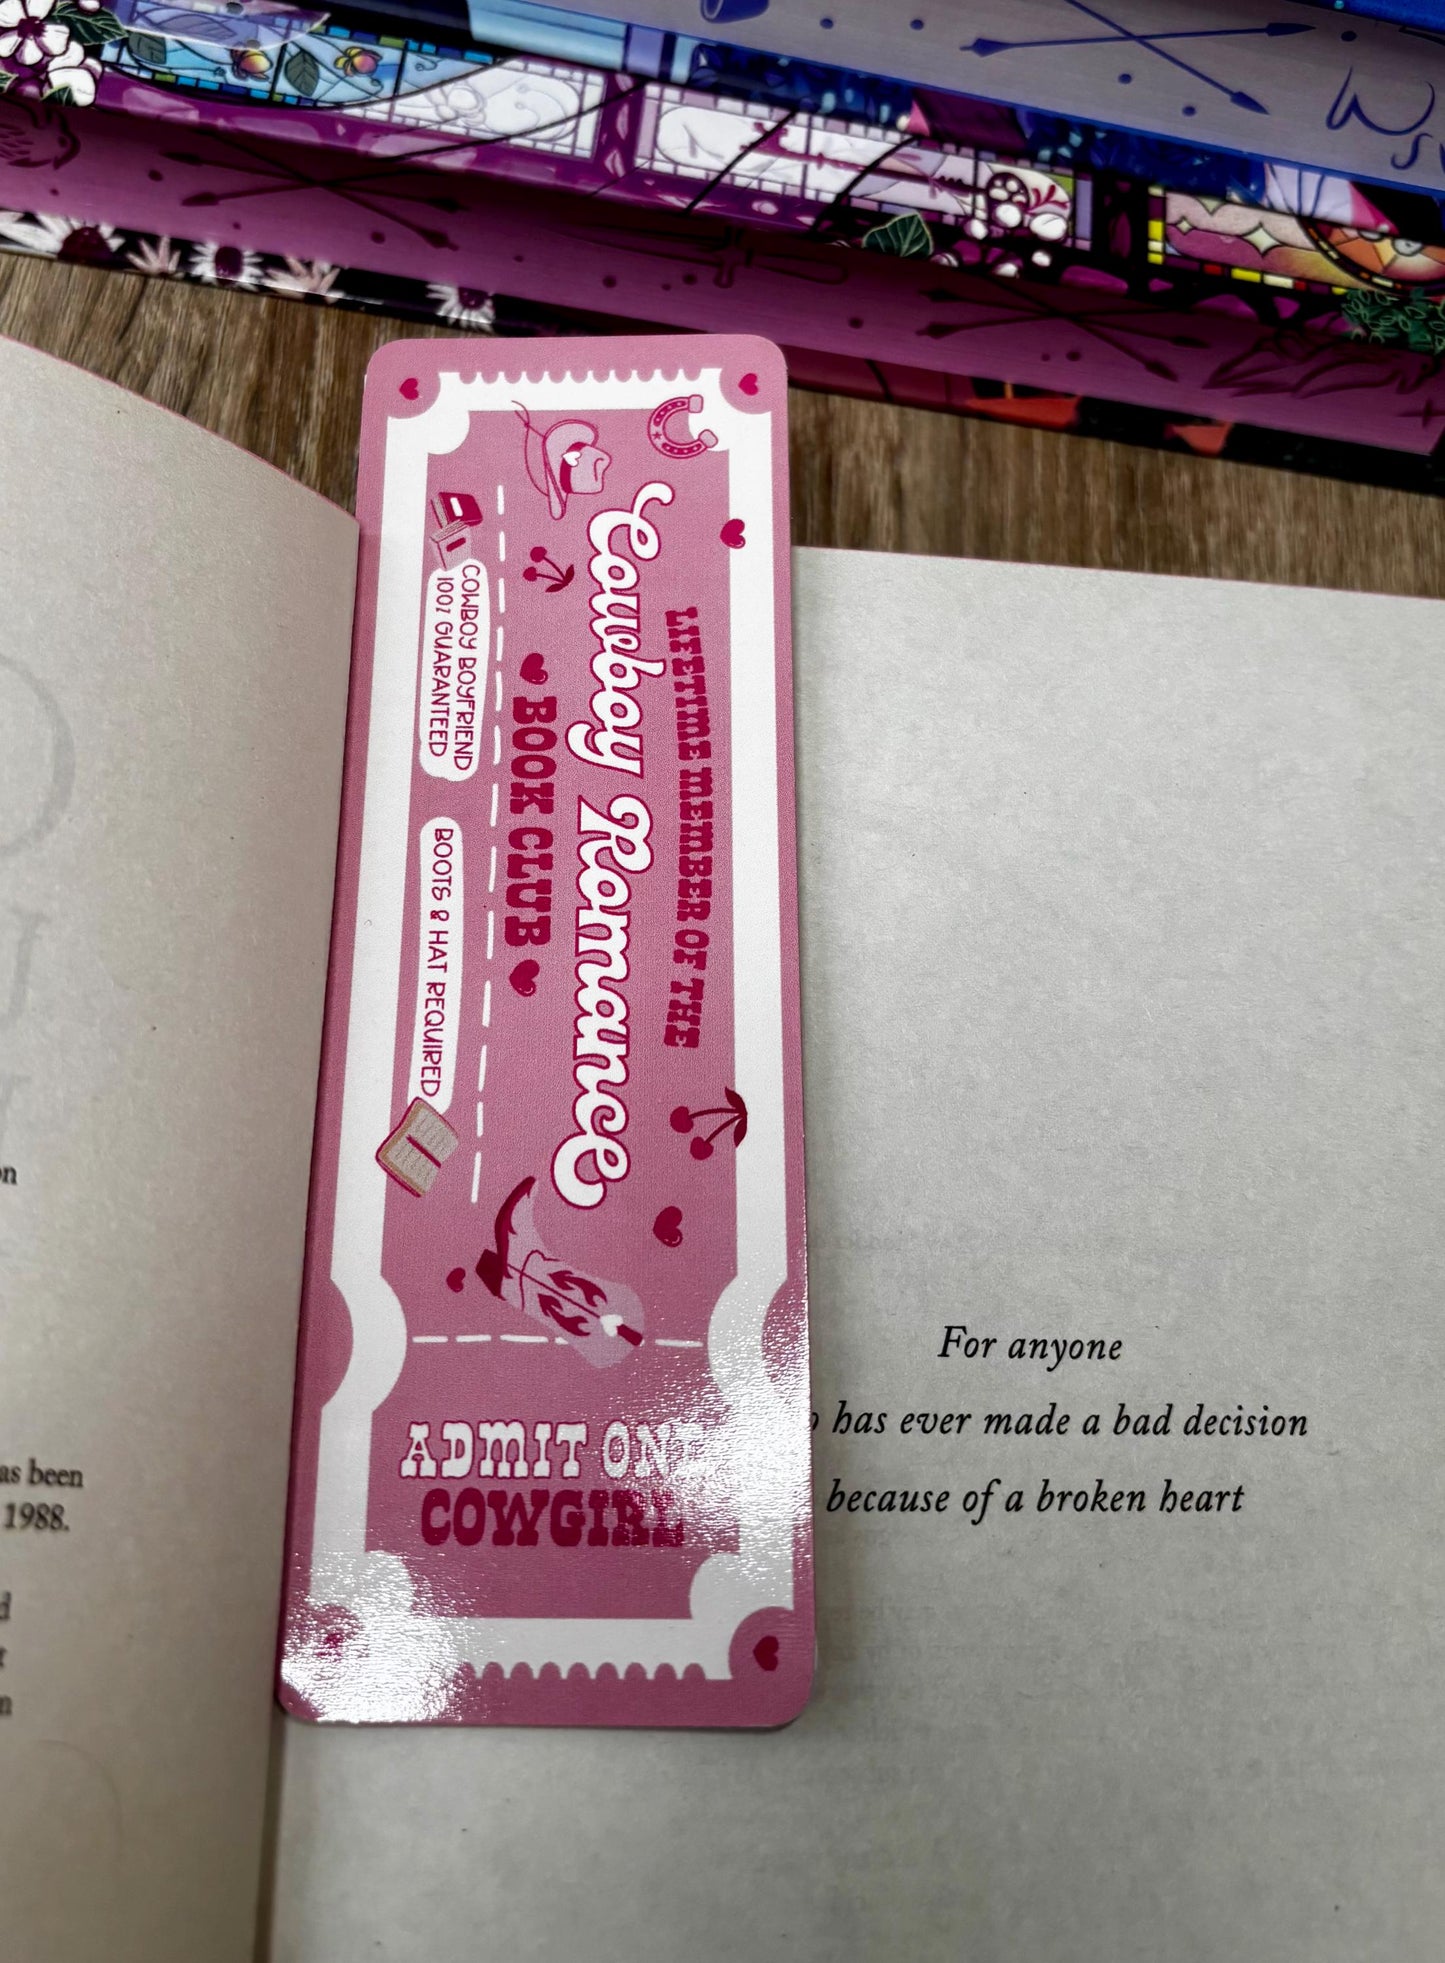 LIFETIME MEMBER OF THE
Cowboy Romance
BOOK CLUB
COWBOY BOYFRIEND
100% GUARANTEED
BOOTS & HAT REQUIRED
ADMIT ONE
COWGIRL
For anyone
has ever made a bad decision
because of a broken heart
as been
1988.